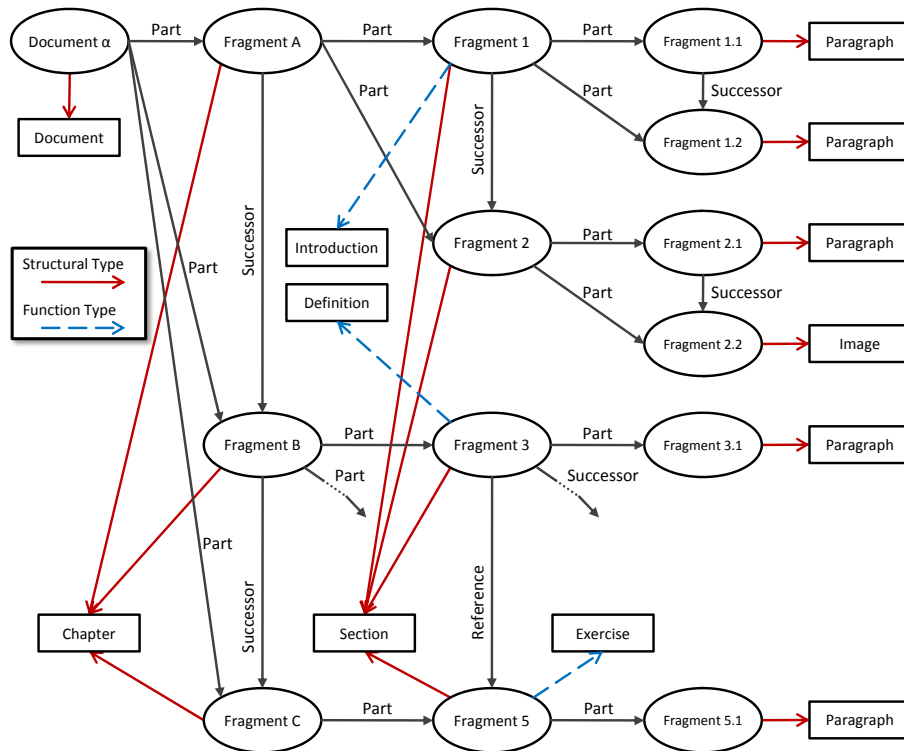 Document α
Part
Fragment A
Part
Fragment 1
Part
Fragment 1.1
Paragraph
Part
Part
Successor
Document
Fragment 1.2
Paragraph
Successor
Successor
Introduction
Fragment 2
Part
Fragment 2.1
Paragraph
Structural Type
Part
Definition
Part
Successor
Function Type
Fragment 2.2
Image
Fragment B
Part
Fragment 3
Part
Fragment 3.1
Paragraph
Part
Successor
Part
Successor
Reference
Chapter
Section
Exercise
Fragment C
Part
Fragment 5
Part
Fragment 5.1
Paragraph